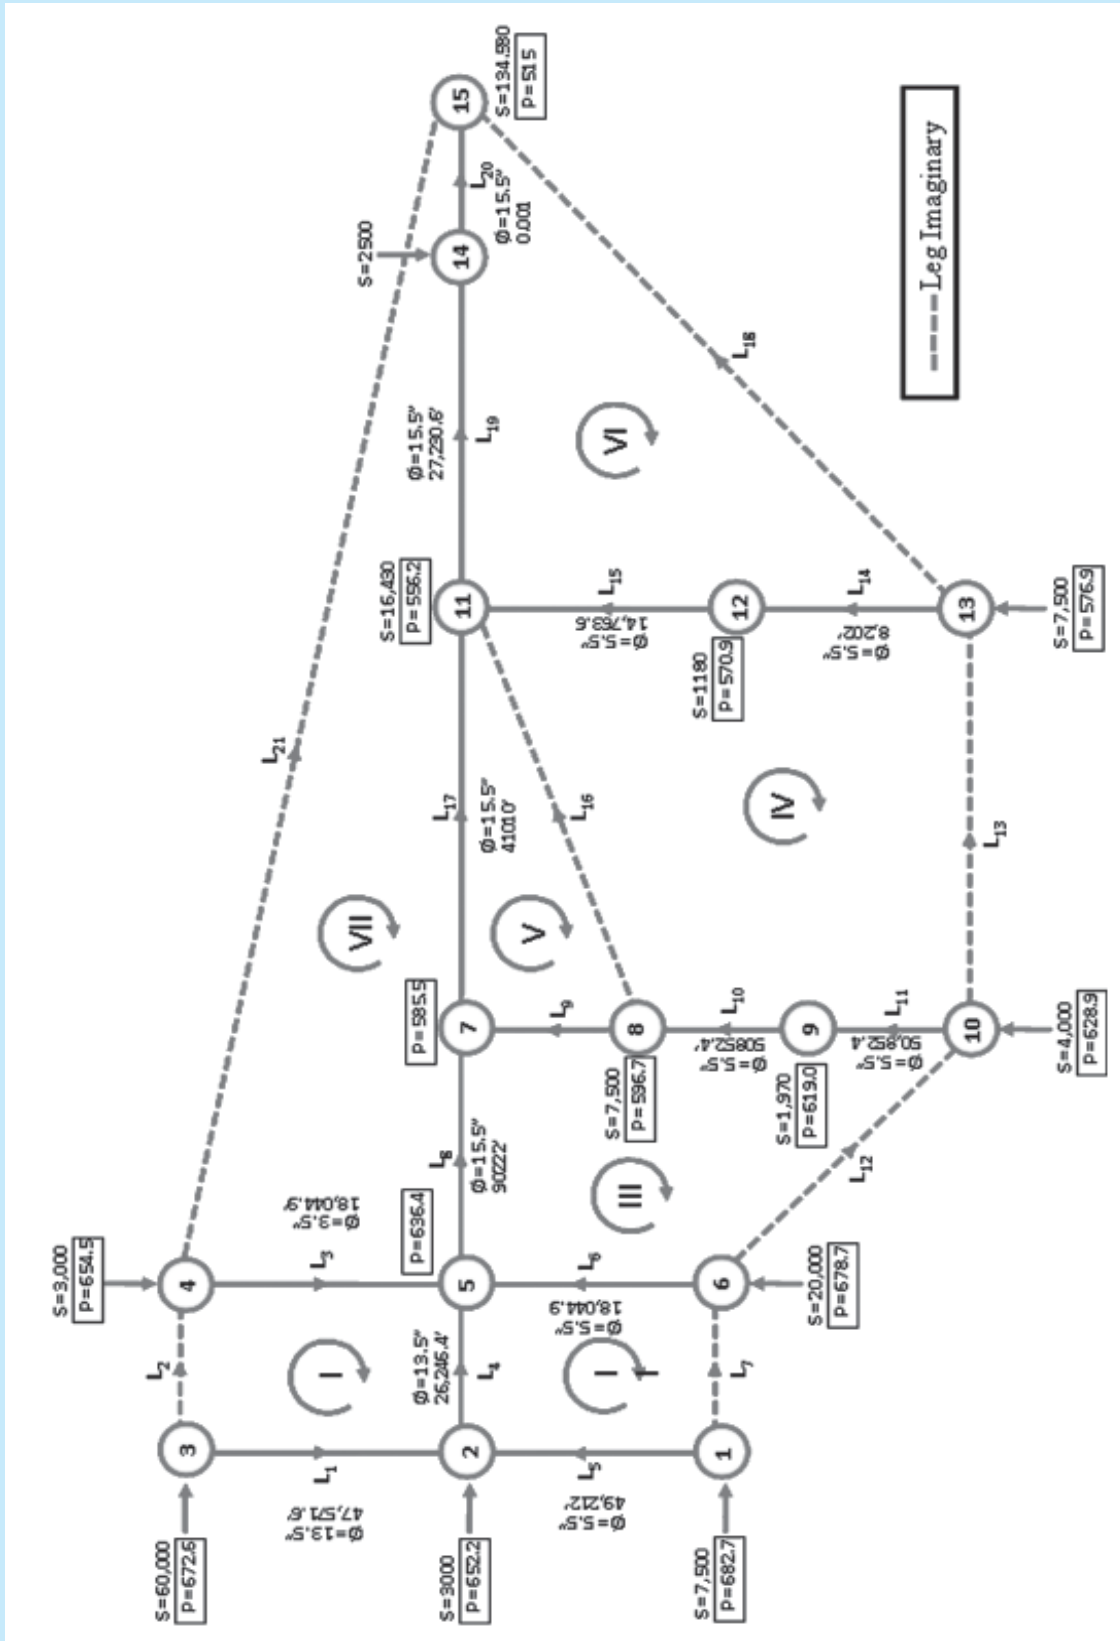 S=60,000
P=672.6
3
L2
S=3,000
P=654.5
4
L21
L1
Ø=13.5"
47,571.6'
I
L3
Ø=3.5"
18,044.9'
VII
S=3000
P=652.2
2
Ø=13.5"
26,246.4'
L4
P=636.4
5
L8
Ø=15.5"
90222'
P=585.5
7
L17
Ø=15.5"
41010'
S=16,430
P=556.2
11
Ø=15.5"
27,230.6'
L19
S=2500
14
L20
Ø=15.5"
0.001
15
S=134.580
P=515
L5
Ø=5.5"
49,212'
I
I
L6
Ø=5.5"
18,044.9
III
L9
V
L16
S=7,500
P=596.7
8
L10
Ø=5.5"
50852.4'
S=1,970
P=619.0
9
L11
Ø=5.5"
50,852.4
IV
L15
Ø=5.5"
14,763.6
S=1180
P=570.9
12
L14
Ø=5.5"
8,202'
VI
L18
S=7,500
P=682.7
1
L7
6
S=20,000
P=678.7
L12
10
S=4,000
P=628.9
L13
13
S=7,500
P=576.9
Leg Imaginary